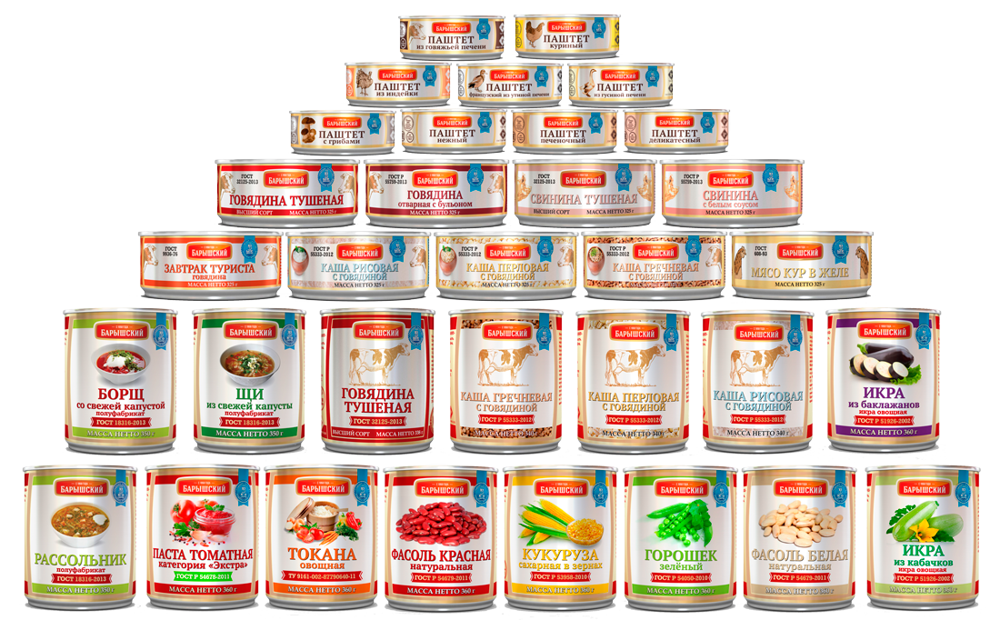 БАРЫШСКИЙ
ПАШТЕТ
из говяжьей печени
БАРЫШСКИЙ
ПАШТЕТ
куриный
БАРЫШСКИЙ
ПАШТЕТ
из индейки
БАРЫШСКИЙ
ПАШТЕТ
французский из утиной печени
БАРЫШСКИЙ
ПАШТЕТ
из гусиной печени
БАРЫШСКИЙ
ПАШТЕТ
с грибами
БАРЫШСКИЙ
ПАШТЕТ
нежный
БАРЫШСКИЙ
ПАШТЕТ
печеночный
БАРЫШСКИЙ
ПАШТЕТ
деликатесный
ГОСТ
32125-2013
БАРЫШСКИЙ
ГОВЯДИНА ТУШЕНАЯ
ВЫСШИЙ СОРТ МАССА НЕТТО 325 г
ГОСТ Р
55759-2013
БАРЫШСКИЙ
ГОВЯДИНА
отварная с бульоном
МАССА НЕТТО 325 г
ГОСТ
32125-2013
БАРЫШСКИЙ
СВИНИНА ТУШЕНАЯ
ВЫСШИЙ СОРТ МАССА НЕТТО 325 г
ГОСТ Р
55759-2013
БАРЫШСКИЙ
СВИНИНА
с белым соусом
МАССА НЕТТО 325 г
ГОСТ
9936-76
БАРЫШСКИЙ
ЗАВТРАК ТУРИСТА
говядина
МАССА НЕТТО 325 г
ГОСТ Р
55333-2012
БАРЫШСКИЙ
КАША РИСОВАЯ
С ГОВЯДИНОЙ
МАССА НЕТТО 325 г
ГОСТ Р
55333-2012
БАРЫШСКИЙ
КАША ПЕРЛОВАЯ
С ГОВЯДИНОЙ
МАССА НЕТТО 325 г
ГОСТ Р
55333-2012
БАРЫШСКИЙ
КАША ГРЕЧНЕВАЯ
С ГОВЯДИНОЙ
МАССА НЕТТО 325 г
ГОСТ
БАРЫШСКИЙ
МЯСО КУР В ЖЕЛЕ
МАССА НЕТТО 325 г
БАРЫШСКИЙ
БОРЩ
со свежей капустой
полуфабрикат
ГОСТ 18316-2013
МАССА НЕТТО 350 г
БАРЫШСКИЙ
ЩИ
из свежей капусты
полуфабрикат
ГОСТ 18316-2013
МАССА НЕТТО 350 г
БАРЫШСКИЙ
ГОВЯДИНА
ТУШЕНАЯ
ГОСТ 32125-2013
ВЫСШИЙ СОРТ МАССА НЕТТО 338 г
БАРЫШСКИЙ
КАША ГРЕЧНЕВАЯ
С ГОВЯДИНОЙ
ГОСТ Р 55333-2012
МАССА НЕТТО 340 г
БАРЫШСКИЙ
КАША ПЕРЛОВАЯ
С ГОВЯДИНОЙ
ГОСТ Р 55333-2012
МАССА НЕТТО 340 г
БАРЫШСКИЙ
КАША РИСОВАЯ
С ГОВЯДИНОЙ
ГОСТ Р 55333-2012
МАССА НЕТТО 340 г
БАРЫШСКИЙ
ИКРА
из баклажанов
икра овощная
ГОСТ Р 51926-2002
МАССА НЕТТО 360 г
БАРЫШСКИЙ
РАССОЛЬНИК
полуфабрикат
ГОСТ 18316-2013
МАССА НЕТТО 350 г
БАРЫШСКИЙ
ПАСТА ТОМАТНАЯ
категория «Экстра»
ГОСТ Р 54678-2011
МАССА НЕТТО 360 г
БАРЫШСКИЙ
ТОКАНА
овощная
ТУ 9161-002-87790640-11
МАССА НЕТТО 360 г
БАРЫШСКИЙ
ФАСОЛЬ КРАСНАЯ
натуральная
ГОСТ Р 54679-2011
МАССА НЕТТО 360 г
БАРЫШСКИЙ
КУКУРУЗА
сахарная в зернах
ГОСТ Р 53958-2010
МАССА НЕТТО 360 г
БАРЫШСКИЙ
ГОРОШЕК
зелёный
ГОСТ Р 54050-2010
МАССА НЕТТО 360 г
БАРЫШСКИЙ
ФАСОЛЬ БЕЛАЯ
натуральная
ГОСТ Р 54679-2011
МАССА НЕТТО 360 г
БАРЫШСКИЙ
ИКРА
из кабачков
икра овощная
ГОСТ Р 51926-2002
МАССА НЕТТО 360 г